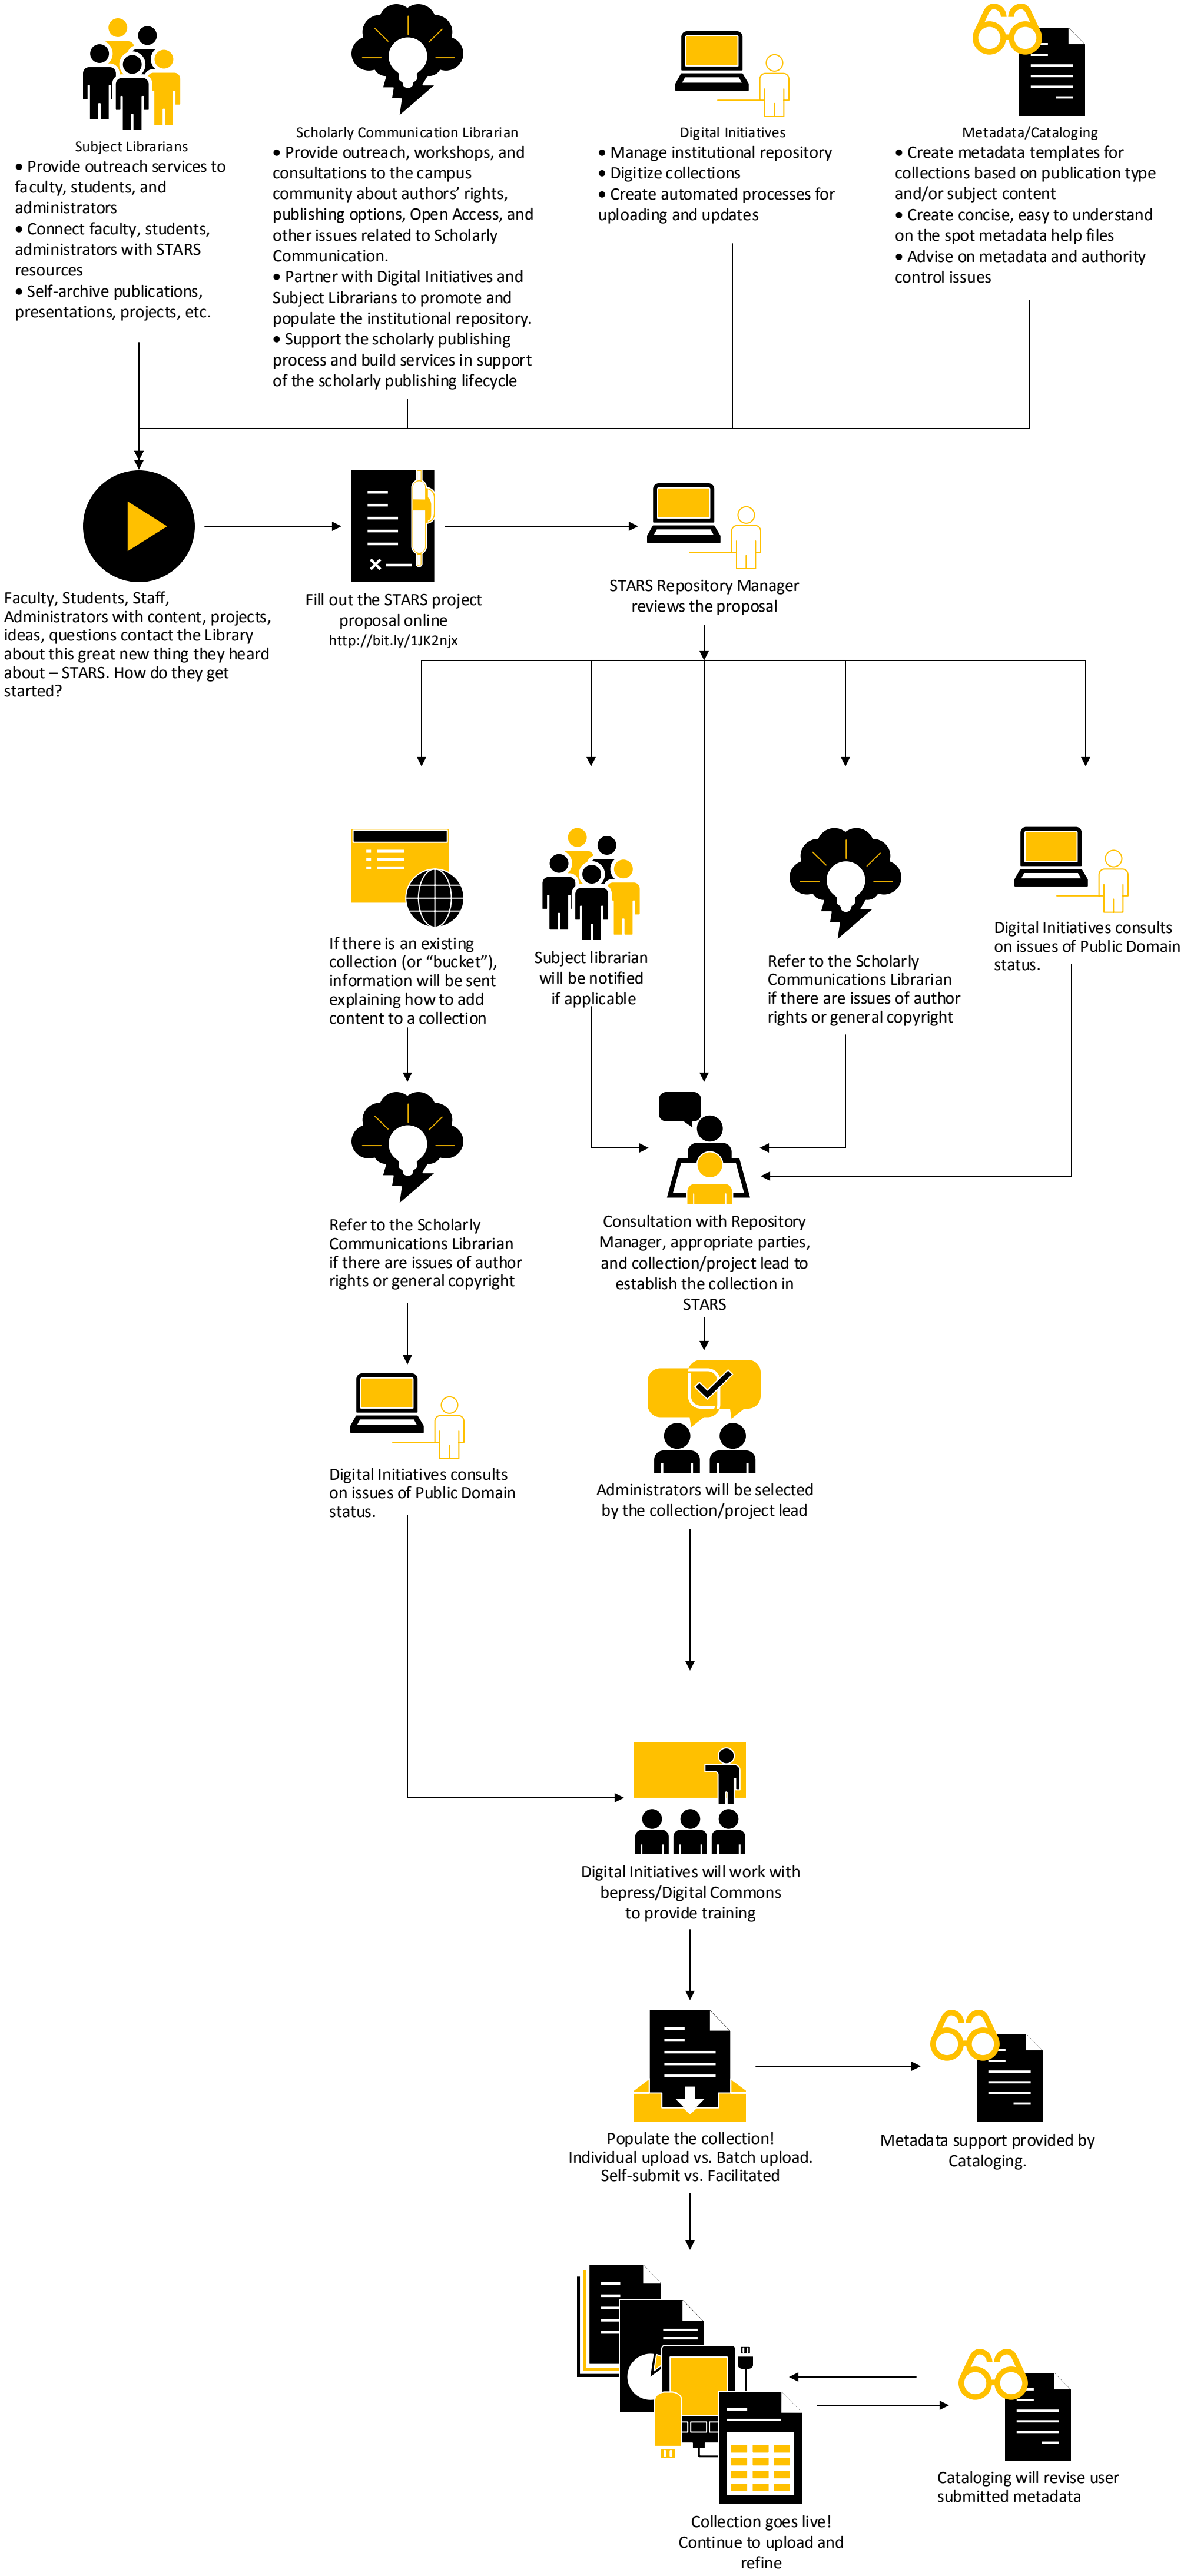 Subject Librarians
• Provide outreach services to
faculty, students, and
administrators
• Connect faculty, students,
administrators with STARS
resources
• Self-archive publications,
presentations, projects, etc.
Scholarly Communication Librarian
• Provide outreach, workshops, and
consultations to the campus
community about authors’ rights,
publishing options, Open Access, and
other issues related to Scholarly
Communication.
• Partner with Digital Initiatives and
Subject Librarians to promote and
populate the institutional repository.
• Support the scholarly publishing
process and build services in support
of the scholarly publishing lifecycle
Digital Initiatives
• Manage institutional repository
• Digitize collections
• Create automated processes for
uploading and updates
Metadata/Cataloging
• Create metadata templates for
collections based on publication type
and/or subject content
• Create concise, easy to understand
on the spot metadata help files
• Advise on metadata and authority
control issues
Faculty, Students, Staff,
Administrators with content, projects,
ideas, questions contact the Library
about this great new thing they heard
about – STARS. How do they get
started?
Fill out the STARS project
proposal online
http://bit.ly/1JK2njx
STARS Repository Manager
reviews the proposal
If there is an existing
collection (or “bucket”),
information will be sent
explaining how to add
content to a collection
Subject librarian
will be notified
if applicable
Refer to the Scholarly
Communications Librarian
if there are issues of author
rights or general copyright
Digital Initiatives consults
on issues of Public Domain
status.
Refer to the Scholarly
Communications Librarian
if there are issues of author
rights or general copyright
Consultation with Repository
Manager, appropriate parties,
and collection/project lead to
establish the collection in
STARS
Digital Initiatives consults
on issues of Public Domain
status.
Administrators will be selected
by the collection/project lead
Digital Initiatives will work with
bepress/Digital Commons
to provide training
Populate the collection!
Individual upload vs. Batch upload.
Self-submit vs. Facilitated
Metadata support provided by
Cataloging.
Cataloging will revise user
submitted metadata
Collection goes live!
Continue to upload and
refine